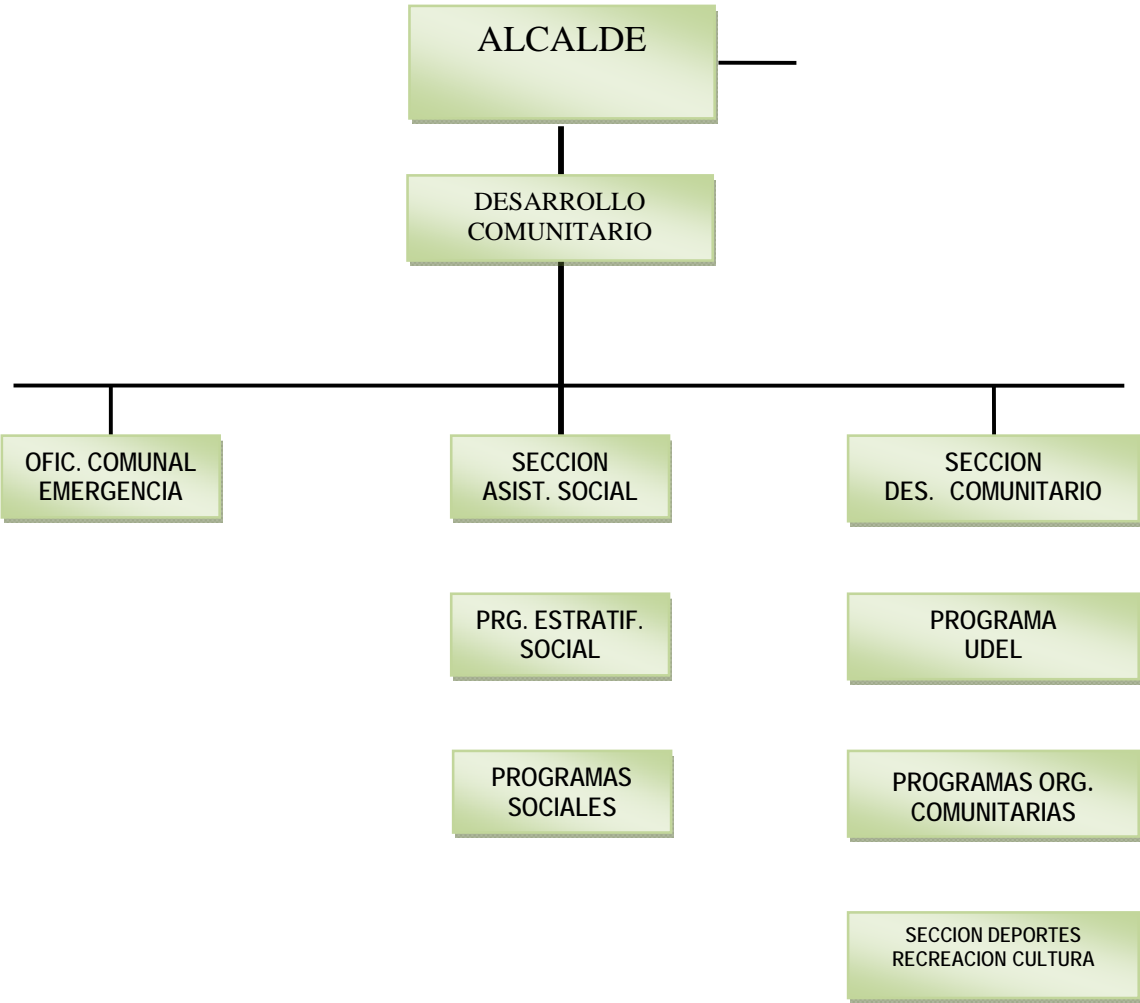 ALCALDE
DESARROLLO
COMUNITARIO
OFIC. COMUNAL
EMERGENCIA
SECCION
ASIST. SOCIAL
SECCION
DES. COMUNITARIO
PRG. ESTRATIF.
SOCIAL
PROGRAMA
UDEL
PROGRAMAS
SOCIALES
PROGRAMAS ORG.
COMUNITARIAS
SECCION DEPORTES
RECREACION CULTURA